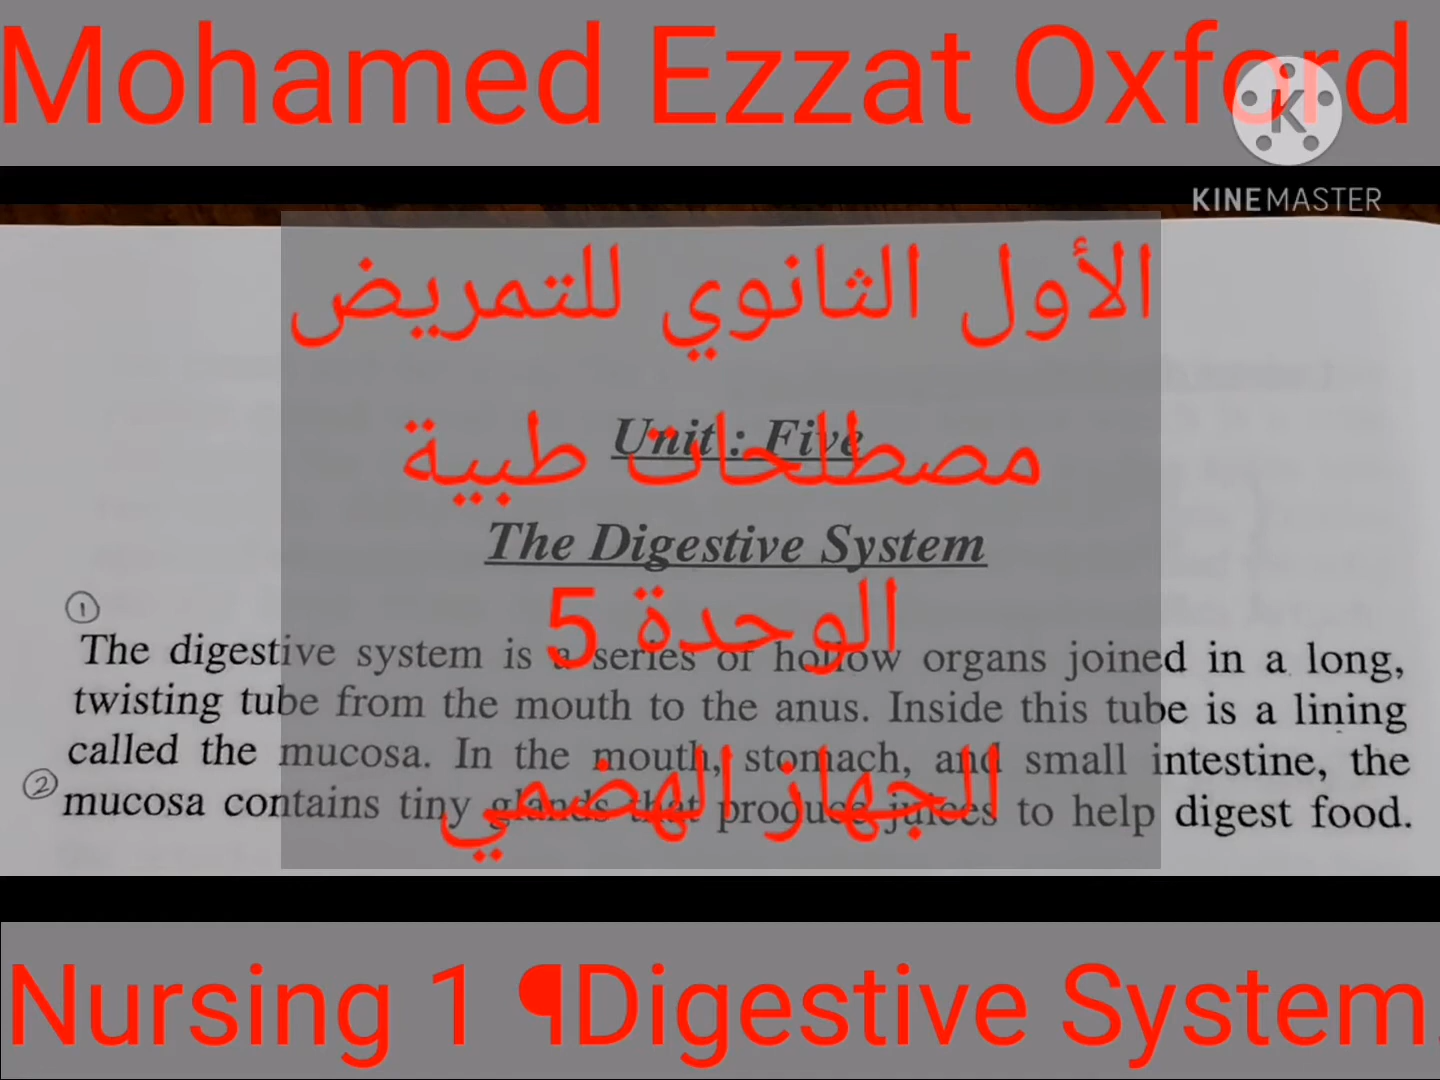 Mohamed Ezzat Oxford
K
KINEMASTER
الأول الثانوي للتمريض
Unit : Five
مصطلحات طبية
The Digestive System
الوحدة 5
1
The digestive system is a series of hollow organs joined in a long,
twisting tube from the mouth to the anus. Inside this tube is a lining
called the mucosa. In the mouth, stomach, and small intestine, the
الجهاز الهضمي
2
mucosa contains tiny glands that produce juices to help digest food.
Nursing 1 ¶Digestive System.